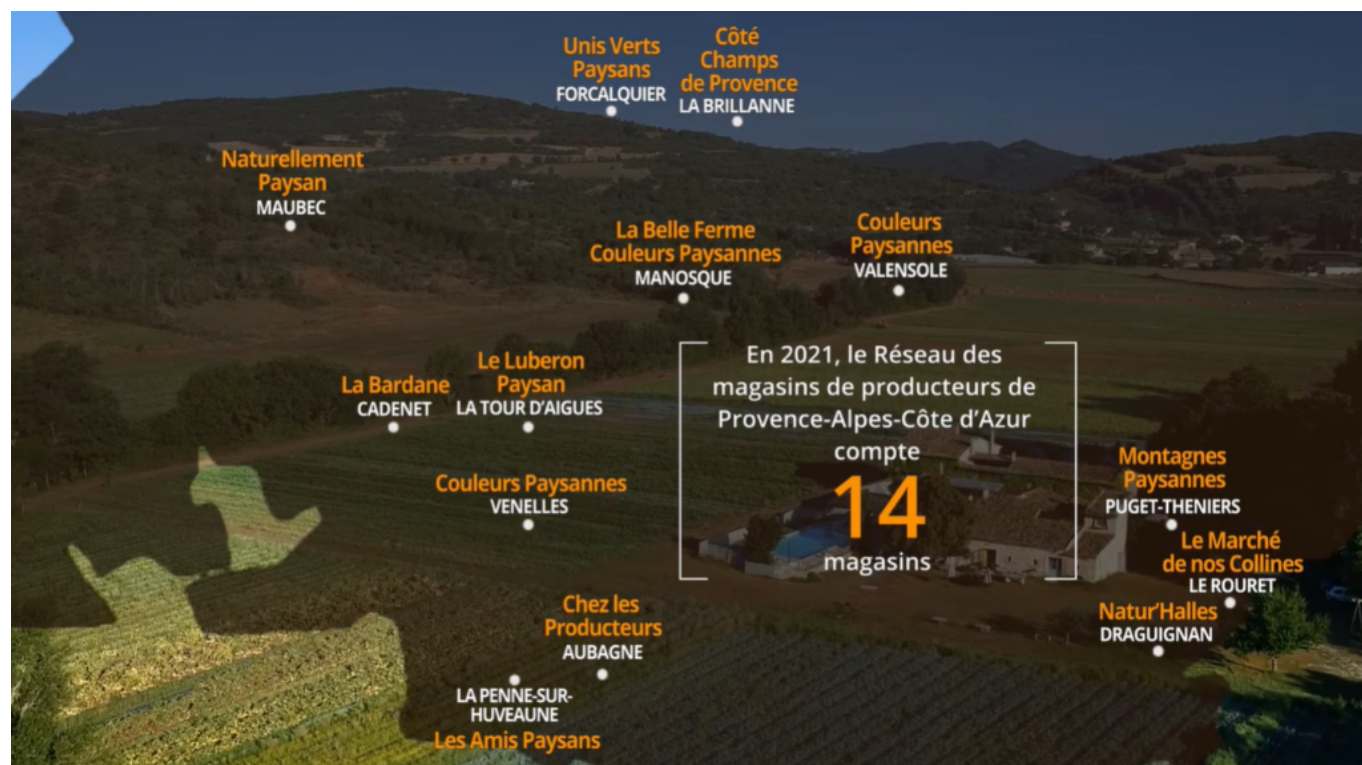 Unis Verts
Paysans
FORCALQUIER
Côté
Champs
de Provence
LA BRILLANNE
Naturellement
Paysan
MAUBEC
La Belle Ferme
Couleurs Paysannes
MANOSQUE
Couleurs
Paysannes
VALENSOLE
La Bardane
CADENET
Le Luberon
Paysan
LA TOUR D'AIGUES
En 2021, le Réseau des
magasins de producteurs de
Provence-Alpes-Côte d'Azur
compte
14
magasins
Couleurs Paysannes
VENELLES
Montagnes
Paysannes
PUGET-THENIERS
Le Marché
de nos Collines
LE ROURET
Natur'Halles
DRAGUIGNAN
Chez les
Producteurs
AUBAGNE
LA PENNE-SUR-
HUVEAUNE
Les Amis Paysans